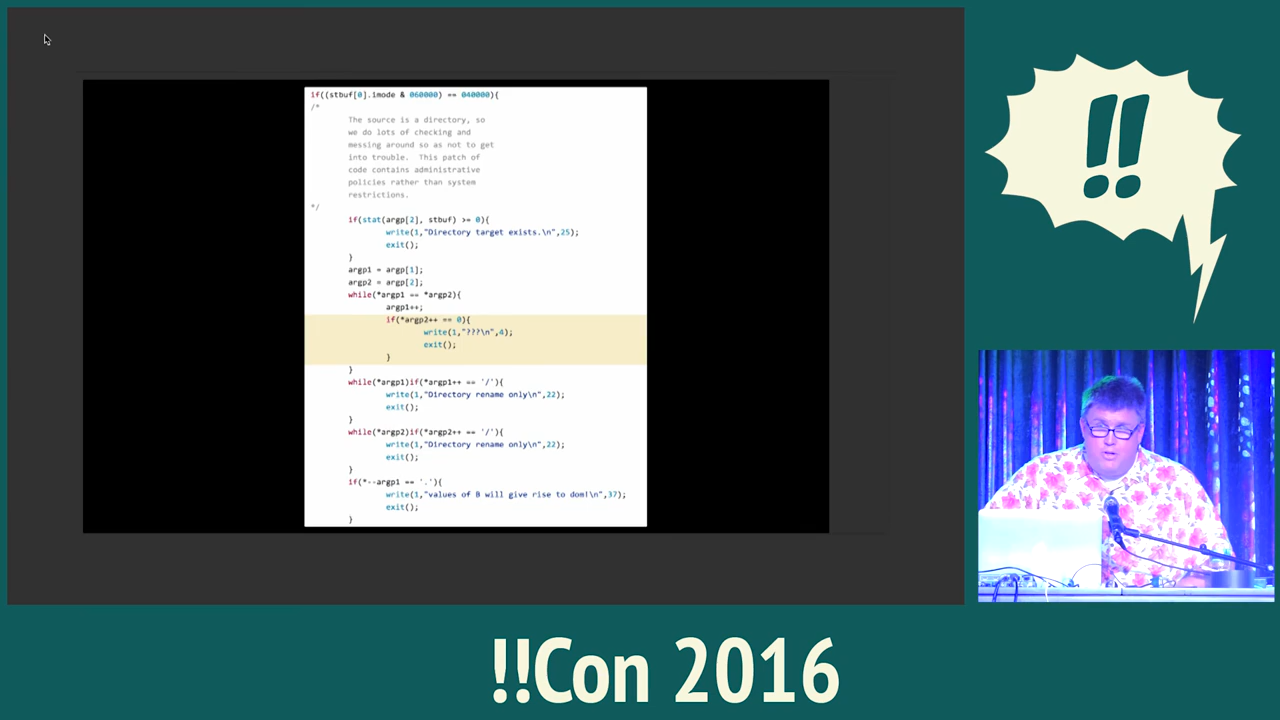 if((stbuf[0].imode & 060000) == 040000){
/*
The source is a directory, so
we do lots of checking and
messing around so as not to get
into trouble. This patch of
code contains administrative
policies rather than system
restrictions.
*/
if(stat(argp[2], stbuf) >= 0){
write(1,"Directory target exists.\n",25);
exit();
}
argp1 = argp[1];
argp2 = argp[2];
while(*argp1 == *argp2){
argp1++;
if(*argp2++ == 0){
write(1,"???\n",4);
exit();
}
}
while(*argp1)if(*argp1++ == '/'){
write(1,"Directory rename only\n",22);
exit();
}
while(*argp2)if(*argp2++ == '/'){
write(1,"Directory rename only\n",22);
exit();
}
if(*--argp1 == '.'){
write(1,"values of B will give rise to dom!\n",37);
exit();
}
!!
!!Con 2016